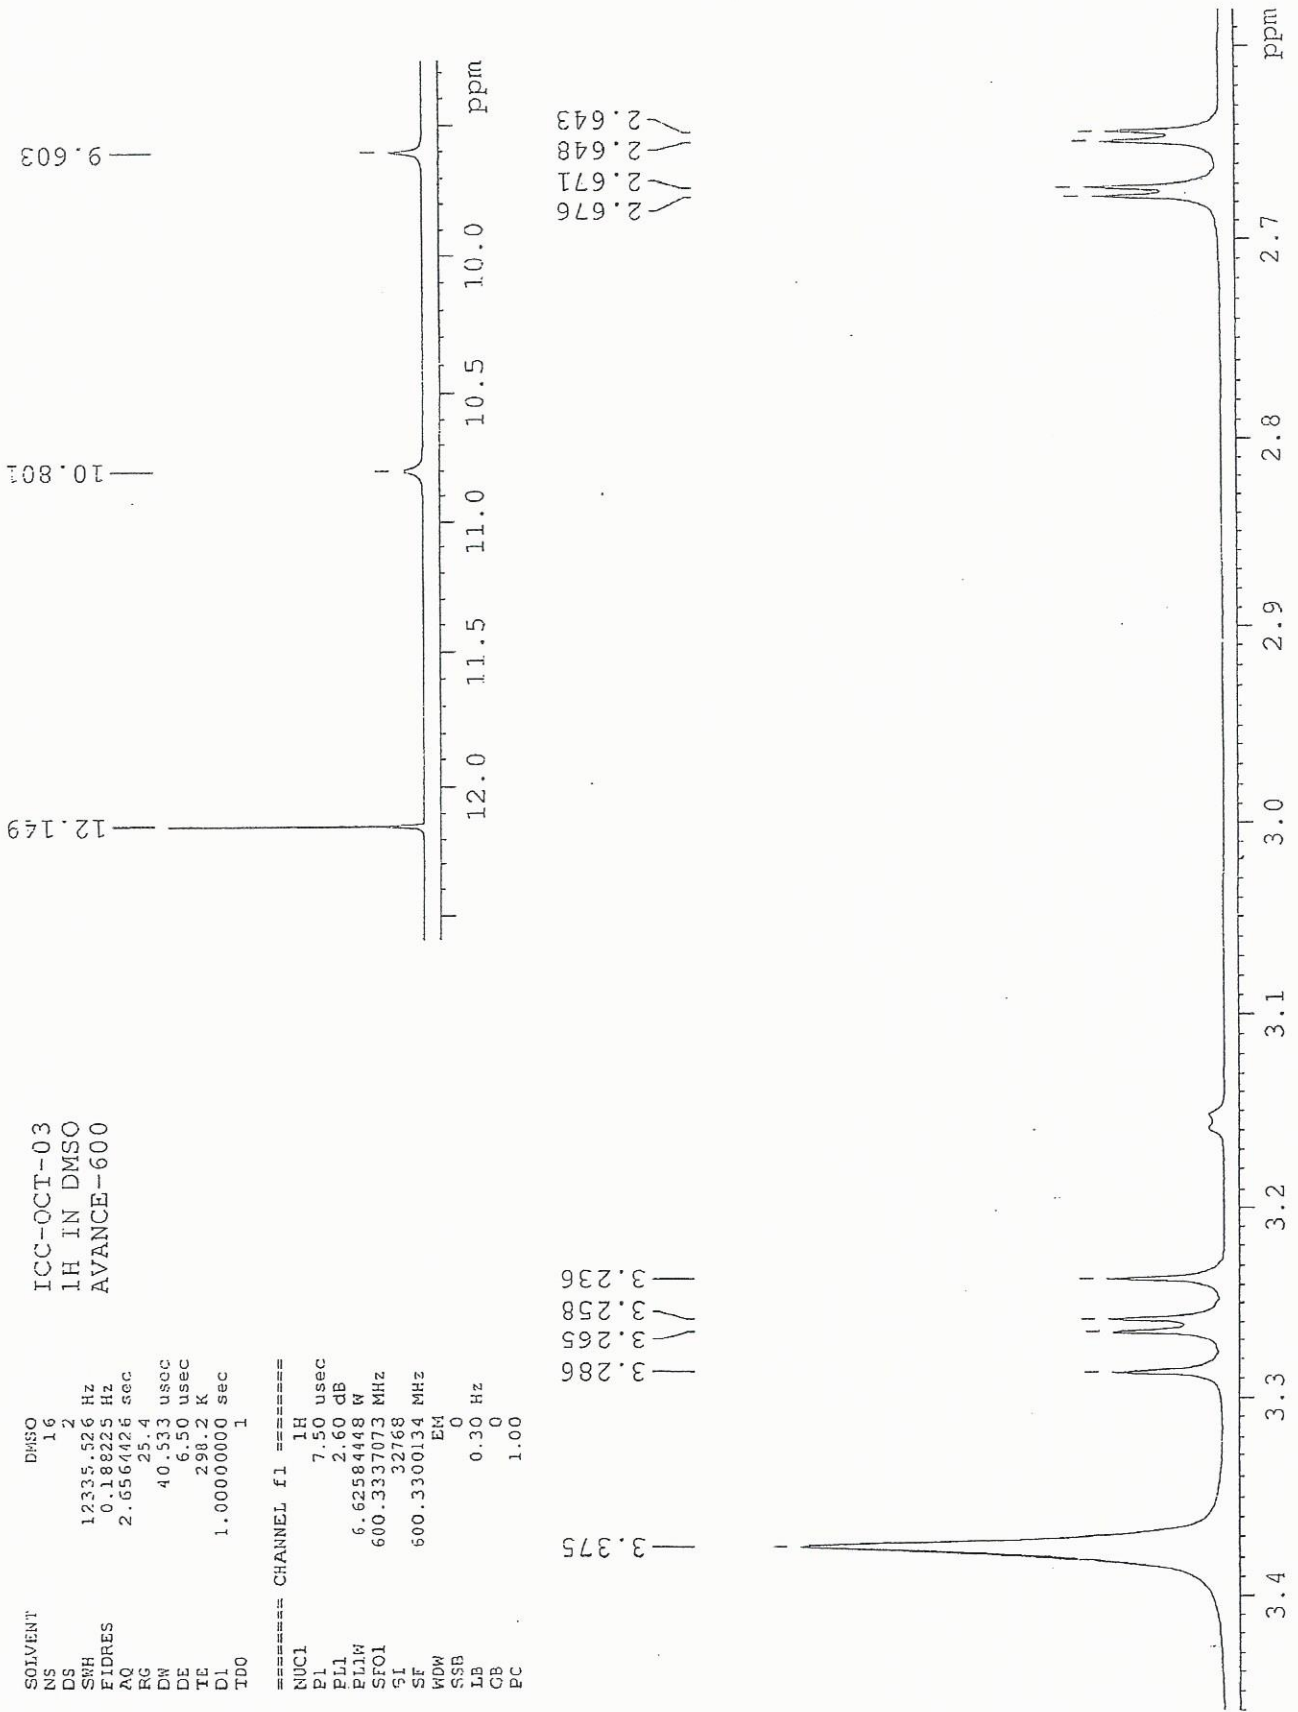 ICC-OCT-03
1H IN DMSO
AVANCE-600
SOLVENT DMSO
NS 16
DS 2
SWH 12335.526 Hz
FIDRES 0.188225 Hz
AQ 2.6564426 sec
RG 25.4
DW 40.533 usec
DE 6.50 usec
TE 298.2 K
D1 1.00000000 sec
TD0 1
======== CHANNEL f1 ========
NUC1 1H
P1 7.50 usec
PL1 2.60 dB
PL1W 6.62584448 W
SFO1 600.3337073 MHz
SI 32768
SF 600.3300134 MHz
WDW EM
SSB 0
LB 0.30 Hz
GB 0
PC 1.00
12.149
10.801
9.603
12.0 11.5 11.0 10.5 10.0 ppm
3.375
3.286
3.265
3.258
3.236
2.676
2.671
2.648
2.643
3.4 3.3 3.2 3.1 3.0 2.9 2.8 2.7 ppm